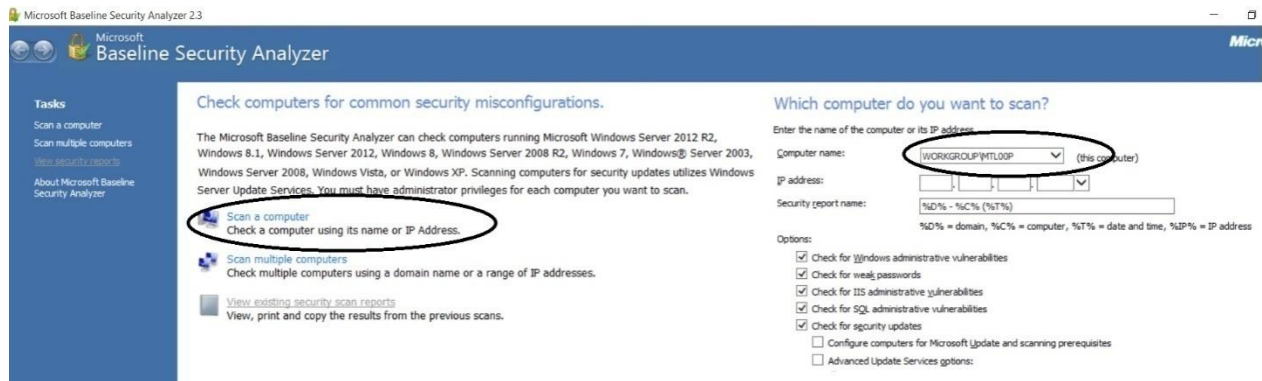 Microsoft Baseline Security Analyzer 2.3
Microsoft
Baseline Security Analyzer
Tasks
Scan a computer
Scan multiple computers
View security reports
About Microsoft Baseline
Security Analyzer
Check computers for common security misconfigurations.
The Microsoft Baseline Security Analyzer can check computers running Microsoft Windows Server 2012 R2,
Windows 8.1, Windows Server 2012, Windows 8, Windows Server 2008 R2, Windows 7, Windows® Server 2003,
Windows Server 2008, Windows Vista, or Windows XP. Scanning computers for security updates utilizes Windows
Server Update Services. You must have administrator privileges for each computer you want to scan.
Scan a computer
Check a computer using its name or IP Address.
Scan multiple computers
Check multiple computers using a domain name or a range of IP addresses.
View existing security scan reports
View, print and copy the results from the previous scans.
Micr
Which computer do you want to scan?
Enter the name of the computer or its IP address.
Computer name: WORKGROUP\MTL00P (this computer)
IP address: . . .
Security report name: %D% - %C% (%T%)
%D% = domain, %C% = computer, %T% = date and time, %IP% = IP address
Options:
Check for Windows administrative vulnerabilities
Check for weak passwords
Check for IIS administrative vulnerabilities
Check for SQL administrative vulnerabilities
Check for security updates
Configure computers for Microsoft Update and scanning prerequisites
Advanced Update Services options: